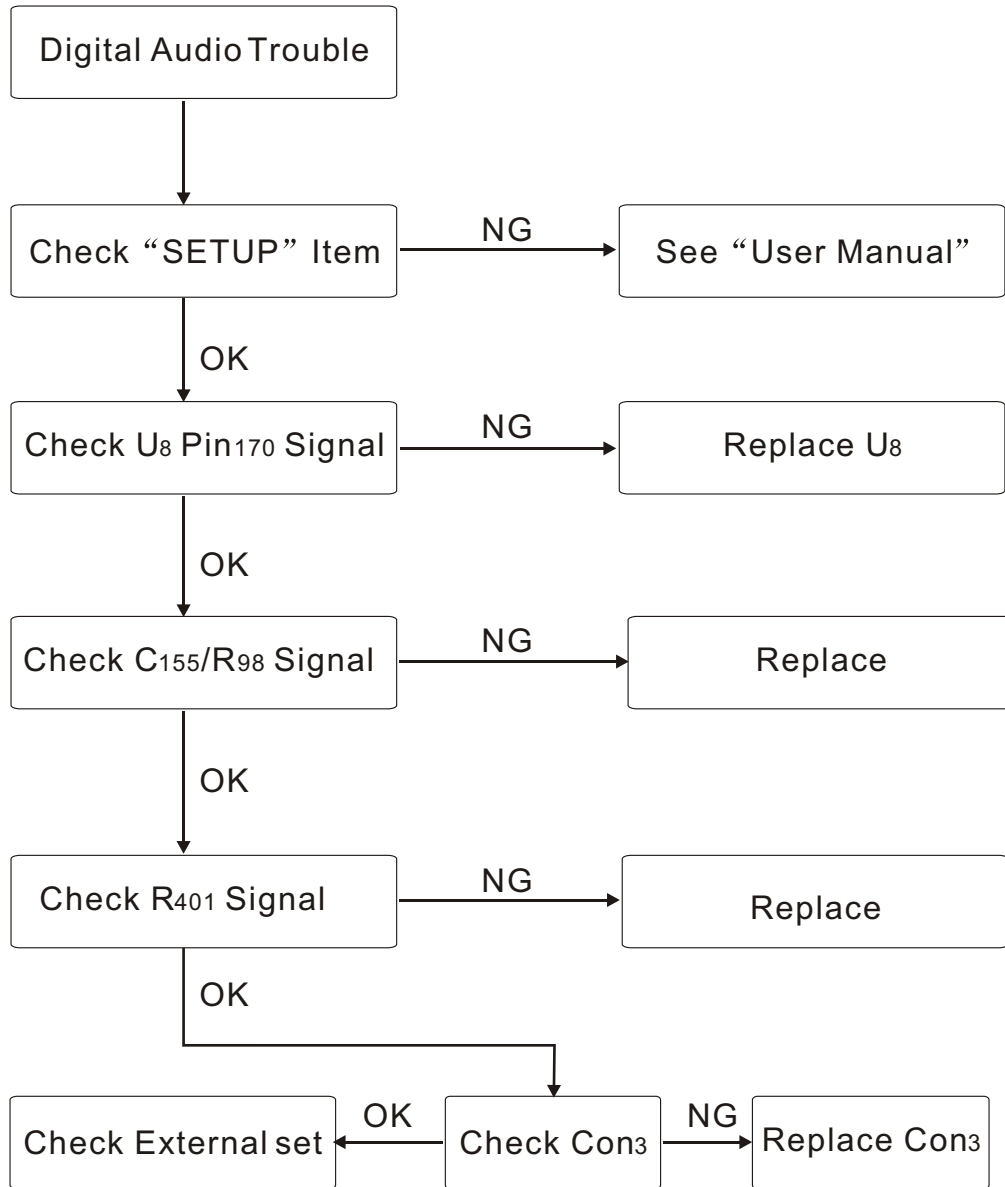 Digital Audio Trouble
Check “SETUP” Item
NG
See “User Manual”
OK
Check U8 Pin170 Signal
NG
Replace U8
OK
Check C155/R98 Signal
NG
Replace
OK
Check R401 Signal
NG
Replace
OK
Check External set
OK
Check Con3
NG
Replace Con3